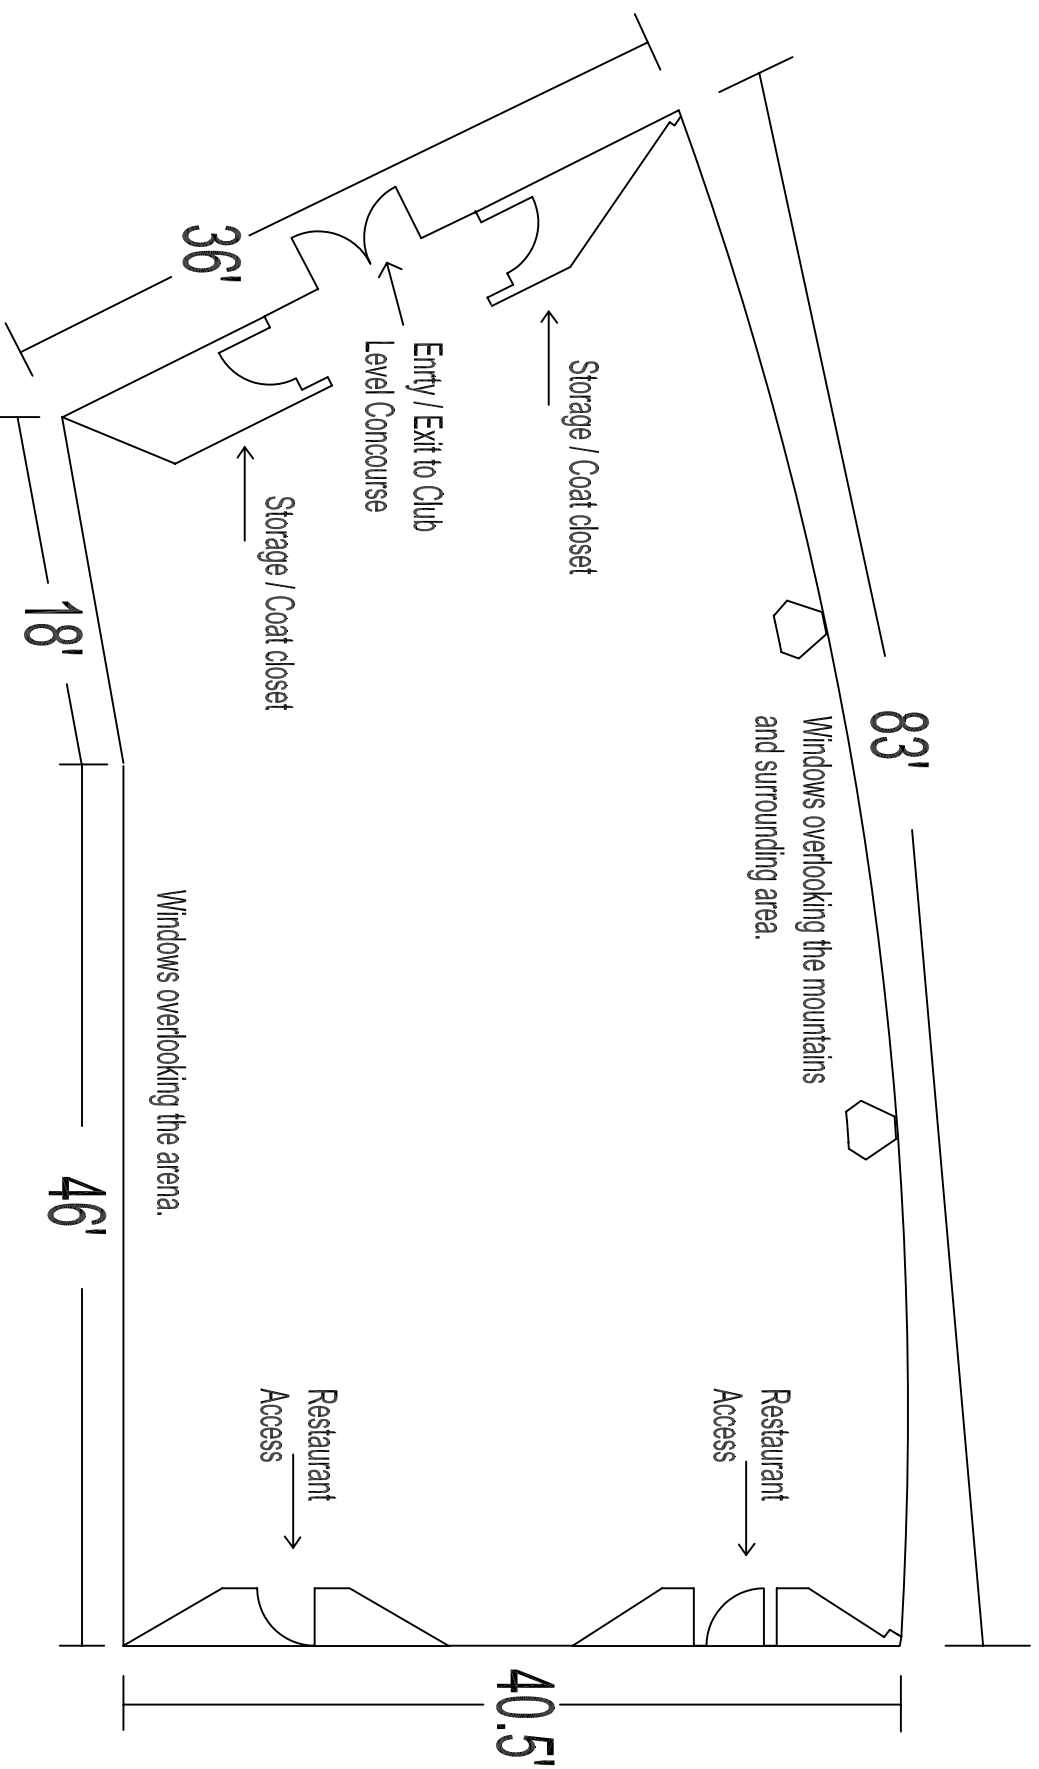 83'
Windows overlooking the mountains
and surrounding area.
Storage / Coat closet
Enrty / Exit to Club
Level Concourse
36'
Storage / Coat closet
Restaurant
Access
Restaurant
Access
40.5'
Windows overlooking the arena.
18'
46'